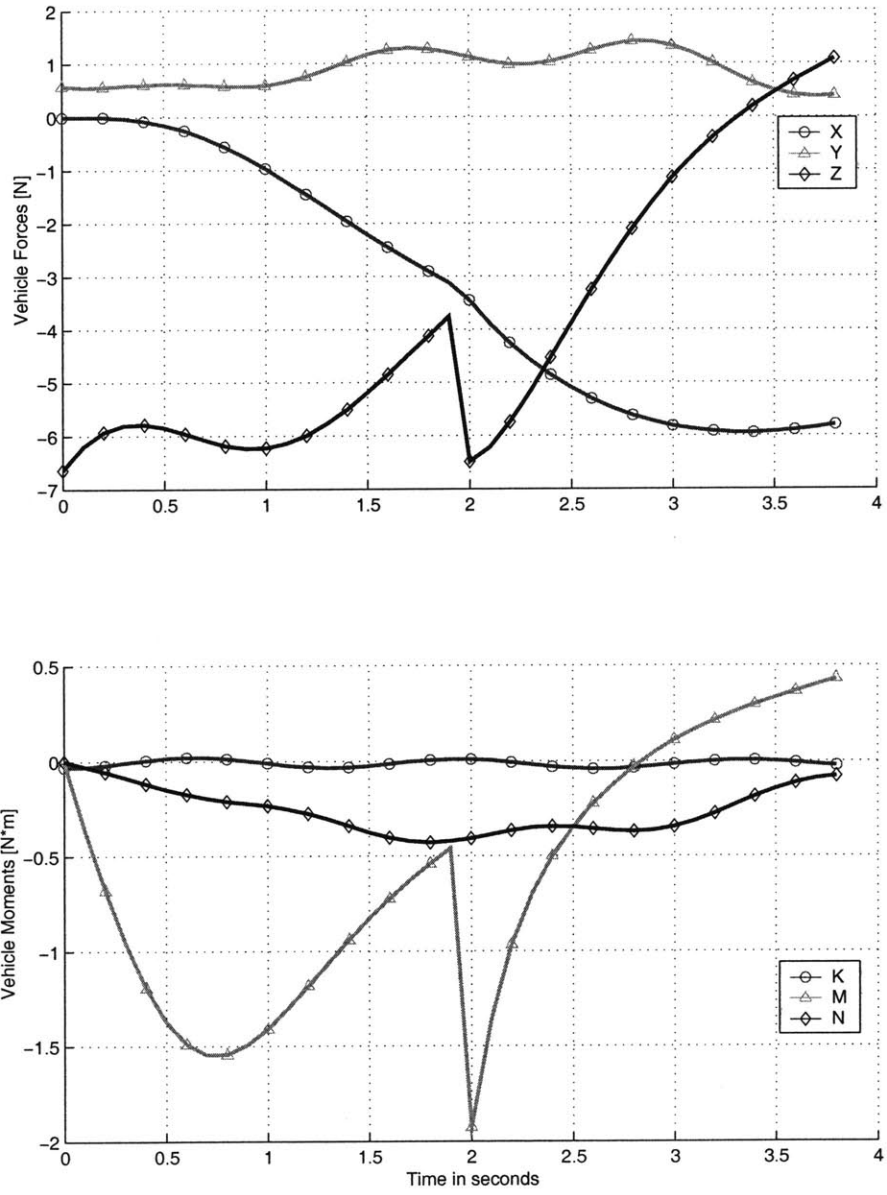 2
1
0
−1
−2
−3
−4
−5
−6
−7
Vehicle Forces [N]
X
Y
Z
0 0.5 1 1.5 2 2.5 3 3.5 4
0.5
0
−0.5
−1
−1.5
−2
Vehicle Moments [N*m]
K
M
N
0 0.5 1 1.5 2 2.5 3 3.5 4
Time in seconds